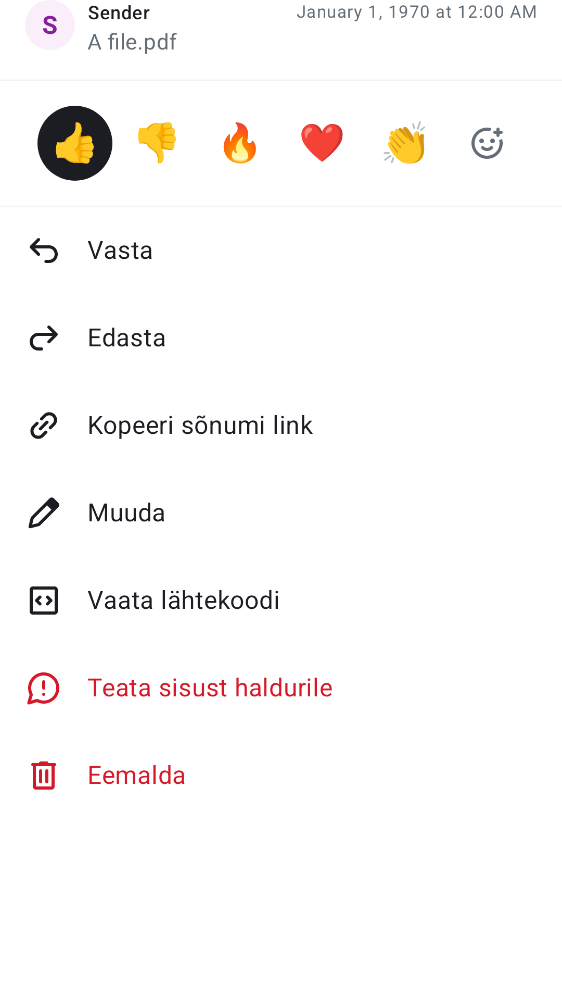 S
Sender
January 1, 1970 at 12:00 AM
A file.pdf
Vasta
Edasta
Kopeeri sõnumi link
Muuda
Vaata lähtekoodi
Teata sisust haldurile
Eemalda